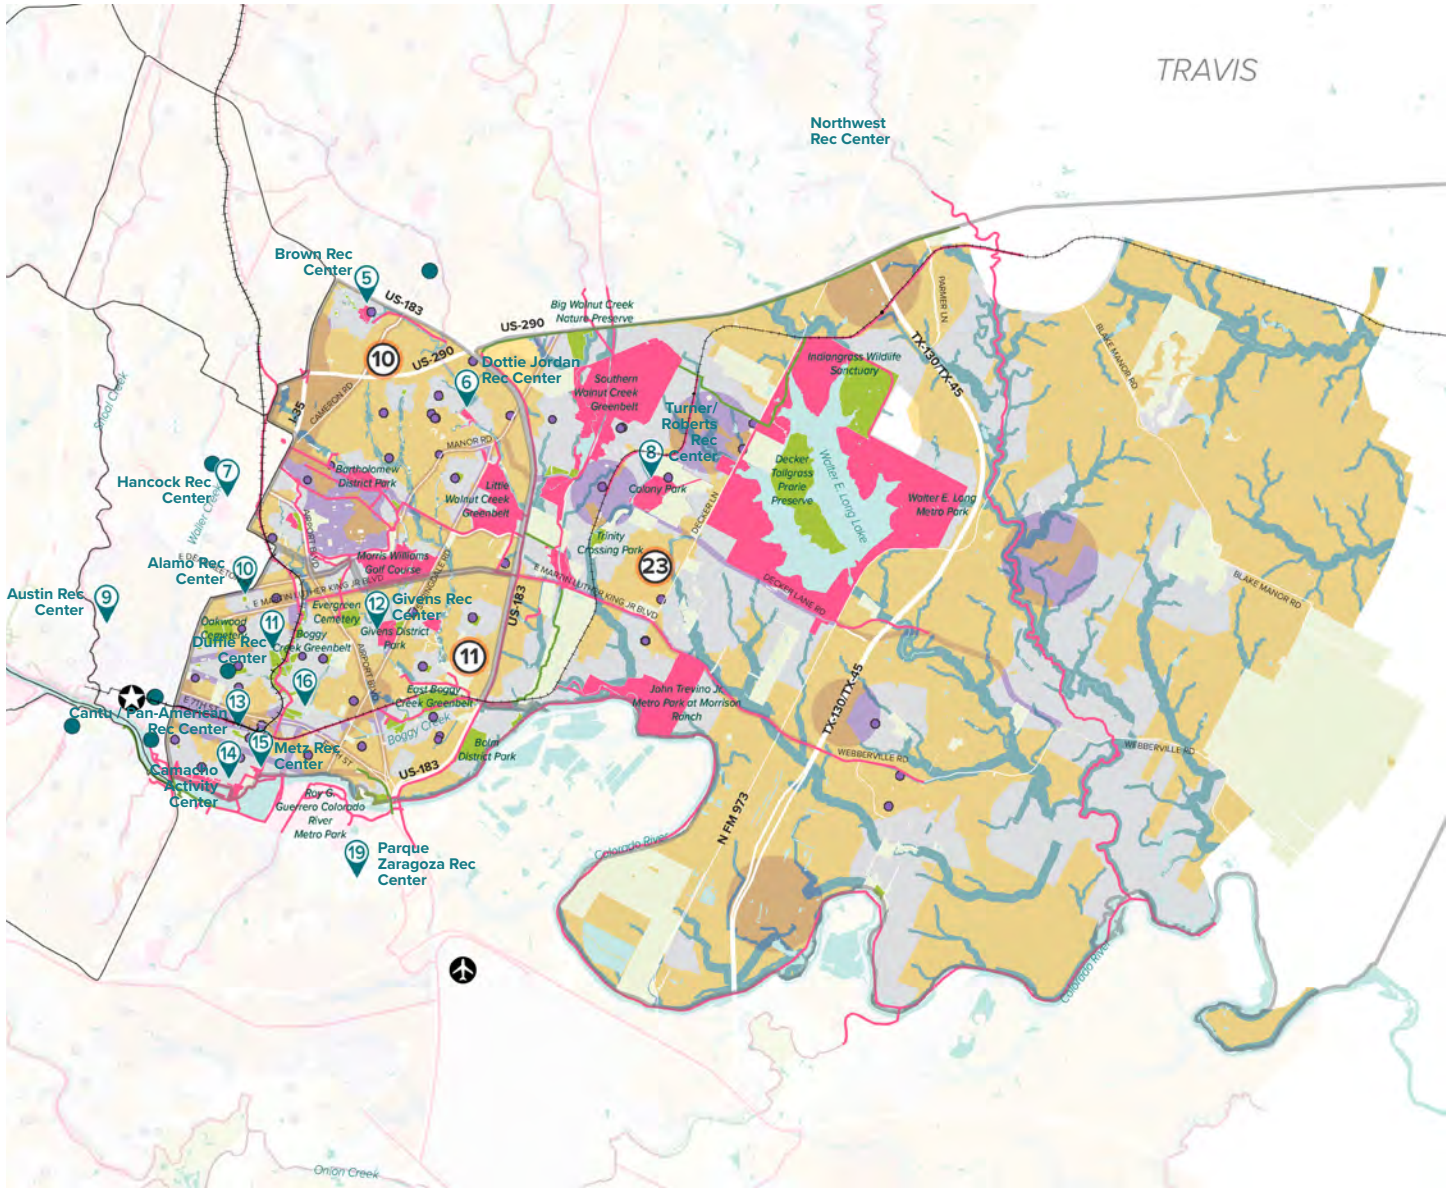 TRAVIS
Northwest
Rec Center
Brown Rec
Center
5
US-183
Big Walnut Creek
Nature Preserve
US-290
10
US-290
PARMER LN
TX-130/TX-45
BLAKE MANOR RD
Indiangrass Wildlife
Sanctuary
Dottie Jordan
Rec Center
6
Southern
Walnut Creek
Greenbelt
Shoal Creek
I-35
CAMERON RD
Turner/
Roberts
Rec
Center
MANOR RD
8
Colony Park
Decker
Tallgrass
Prarie
Preserve
Walter E. Long Lake
Walter E. Long
Metro Park
7
Hancock Rec
Center
Waller Creek
Bartholomew
District Park
Little
Walnut Creek
Greenbelt
DECKER LN
AIRPORT BLVD
Trinity
Crossing Park
Morris Williams
Golf Course
Alamo Rec
Center
10
E MARTIN LUTHER KING JR BLVD
E MARTIN LUTHER KING JR BLVD
23
DECKER LANE RD
BLAKE MANOR RD
Austin Rec
Center
9
US-183
Evergreen
Cemetery
12
Givens Rec
Center
Givens District
Park
Oakwood
Cemetery
11
Boggy
Creek Greenbelt
Duffie Rec
Center
AIRPORT BLVD
11
16
East Boggy
Creek Greenbelt
John Trevino Jr.
Metro Park at Morrison
Ranch
TX-130/TX-45
E 7TH ST
13
Cantu / Pan-American
Rec Center
Boggy Creek
Bolm
District Park
WEBBERVILLE RD
WEBBERVILLE RD
14
15
Metz Rec
Center
Camacho
Activity
Center
US-183
Roy G.
Guerrero Colorado
River
Metro Park
N FM 973
Colorado River
19
Parque
Zaragoza Rec
Center
Colorado River
Onion Creek